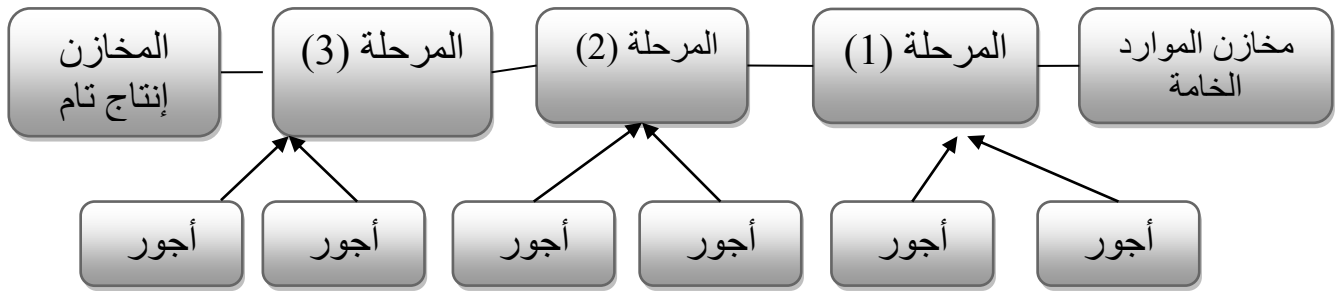 مخازن الموارد
الخامة
المرحلة (1)
المرحلة (2)
المرحلة (3)
المخازن
إنتاج تام
أجور
أجور
أجور
أجور
أجور
أجور